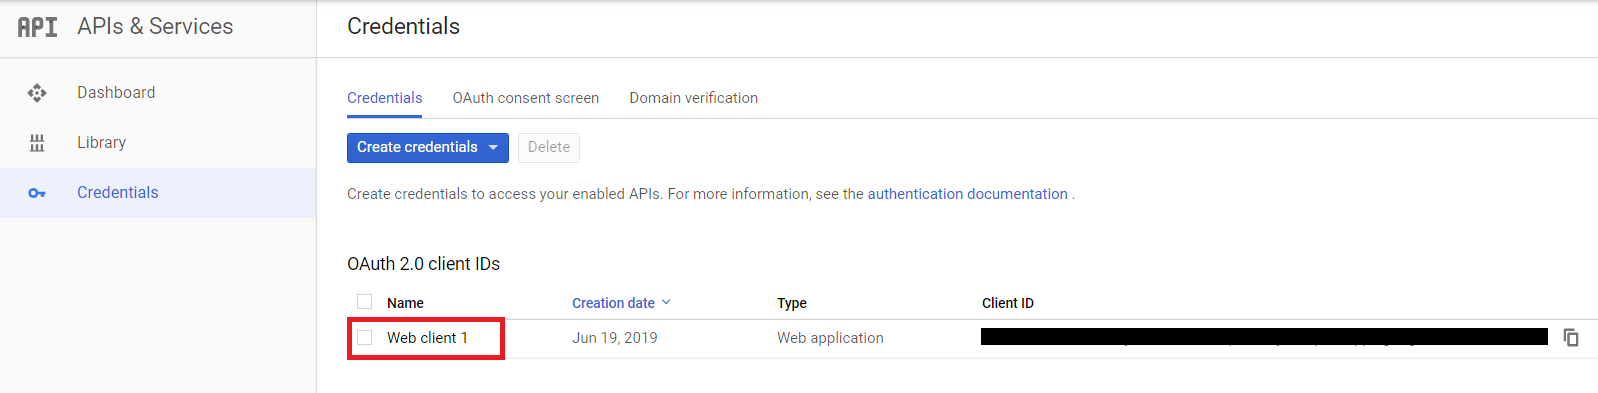 API APIs & Services
Credentials
Dashboard
Library
Credentials
Credentials OAuth consent screen Domain verification
Create credentials Delete
Create credentials to access your enabled APIs. For more information, see the authentication documentation .
OAuth 2.0 client IDs
Name Creation date Type Client ID
Web client 1 Jun 19, 2019 Web application